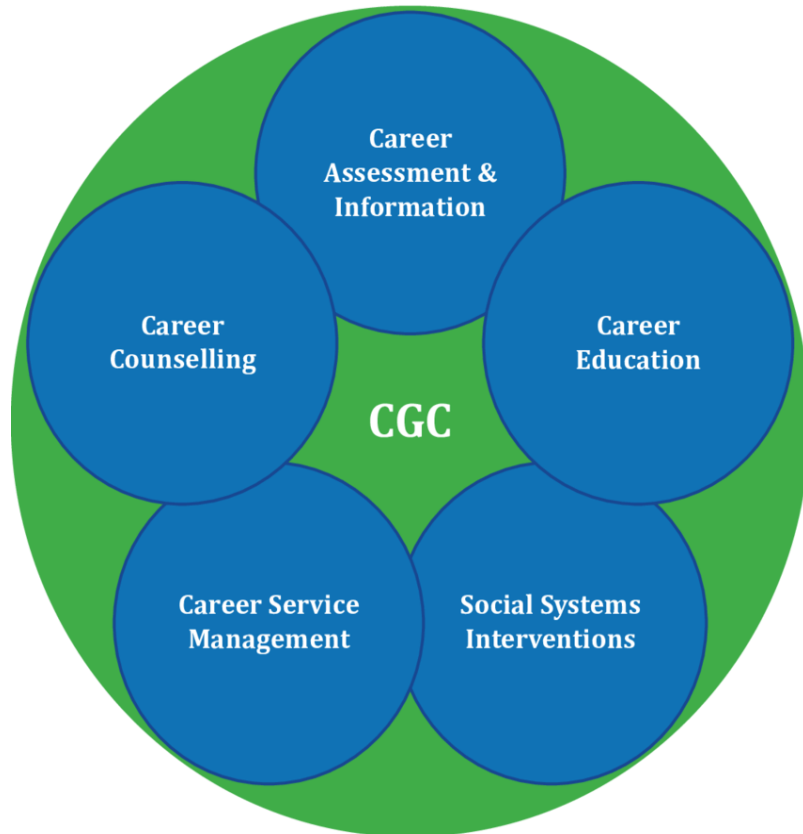 Career
Assessment &
Information
Career
Counselling
Career
Education
CGC
Career Service
Management
Social Systems
Interventions